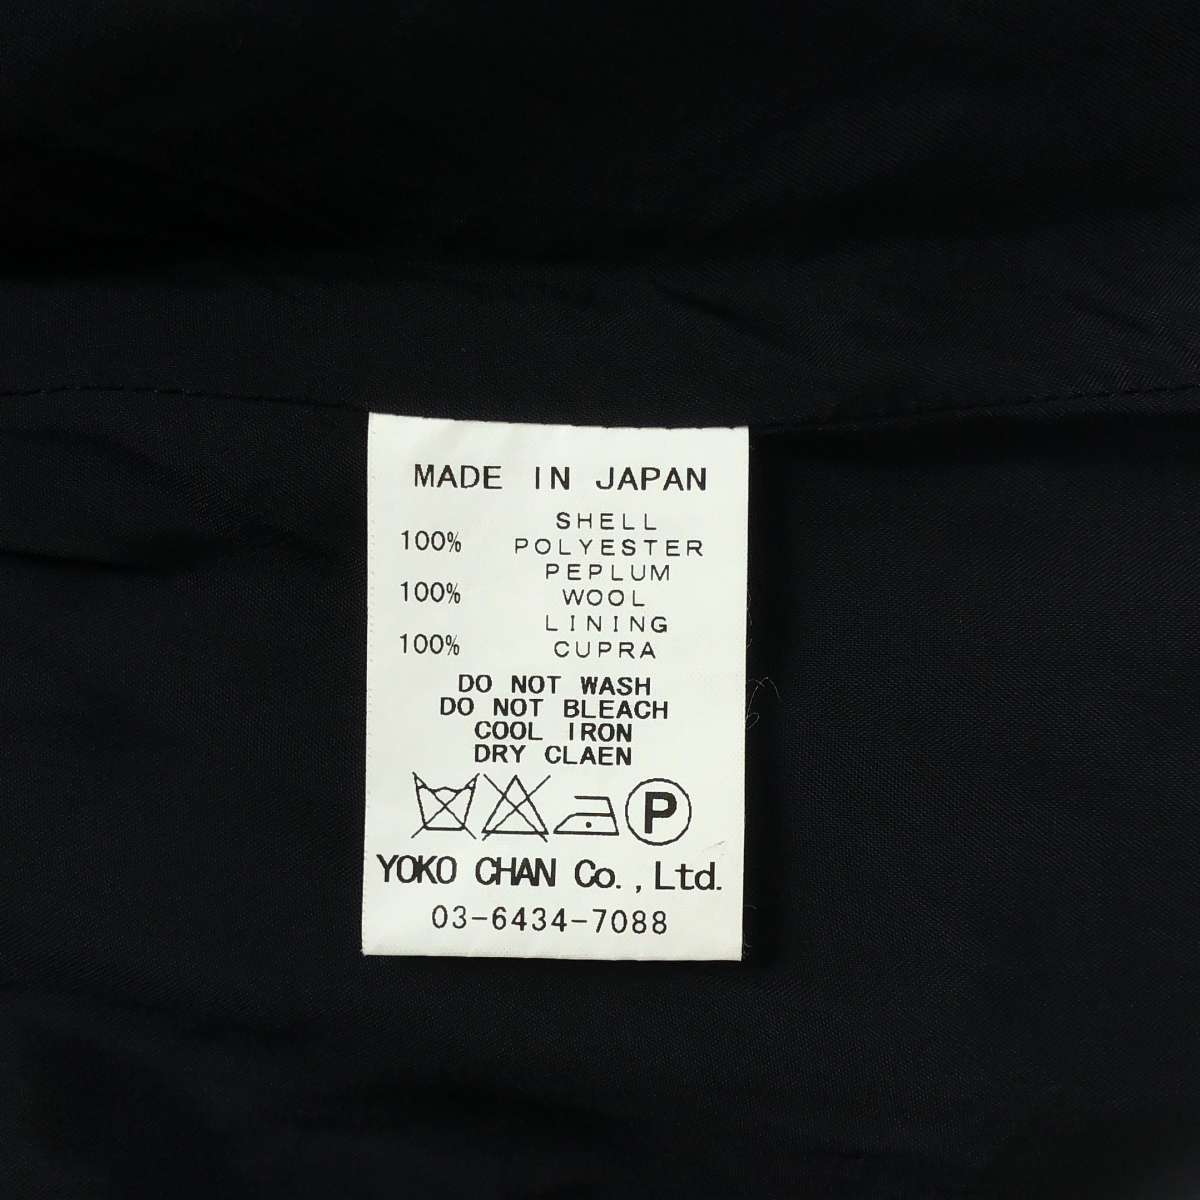 MADE IN JAPAN
SHELL
100% POLYESTER
PEPLUM
100% WOOL
LINING
100% CUPRA
DO NOT WASH
DO NOT BLEACH
COOL IRON
DRY CLAEN
P
YOKO CHAN Co.,Ltd.
03-6434-7088